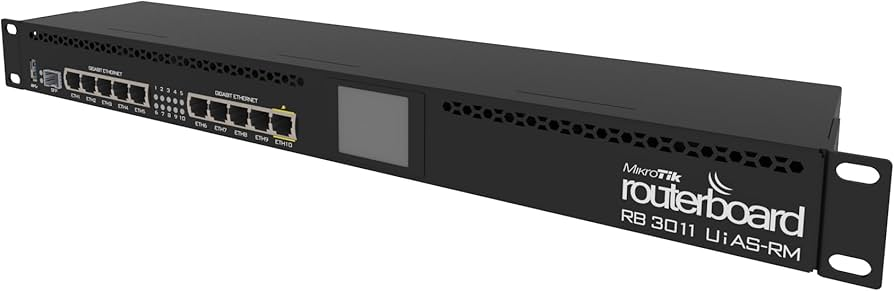 GIGABIT ETHERNET
SFP
ETH1 ETH2 ETH3 ETH4 ETH5
1 2 3 4 5
6 7 8 9 10
GIGABIT ETHERNET
ETH6 ETH7 ETH8 ETH9 ETH10
MikroTik
routerboard
RB 3011 UiAS-RM